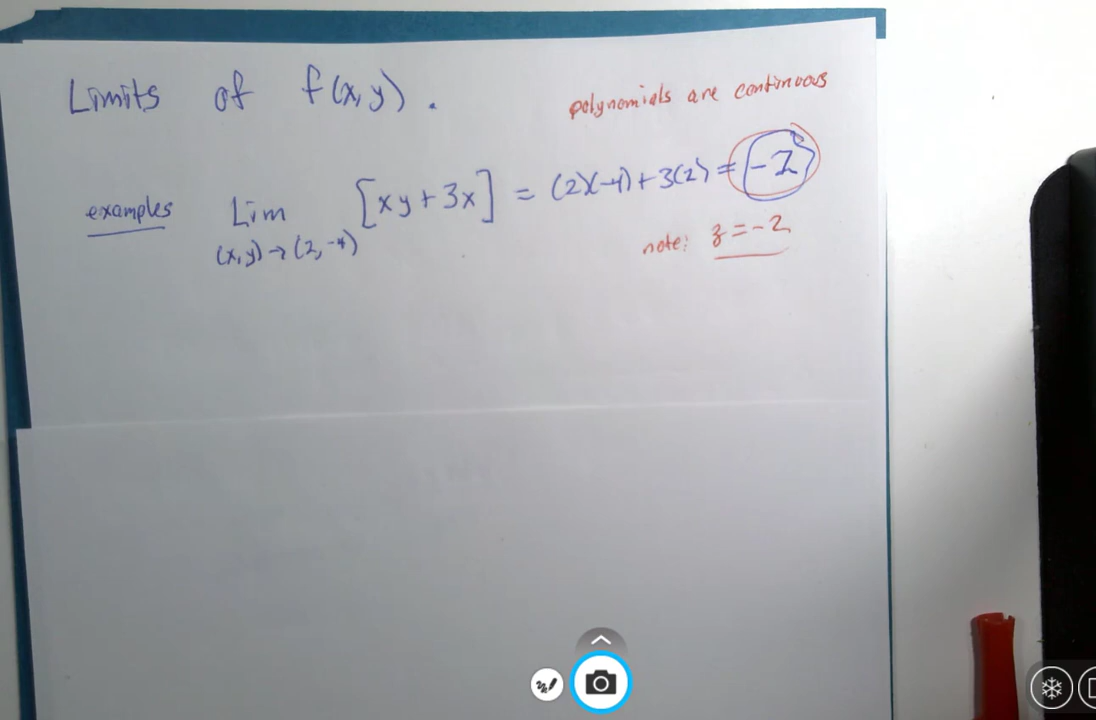 Limits of f(x,y).
polynomials are continuous
examples Lim [xy+3x] = (2)(-4)+3(2) = -2
(x,y)→(2,-4)
note: z=-2